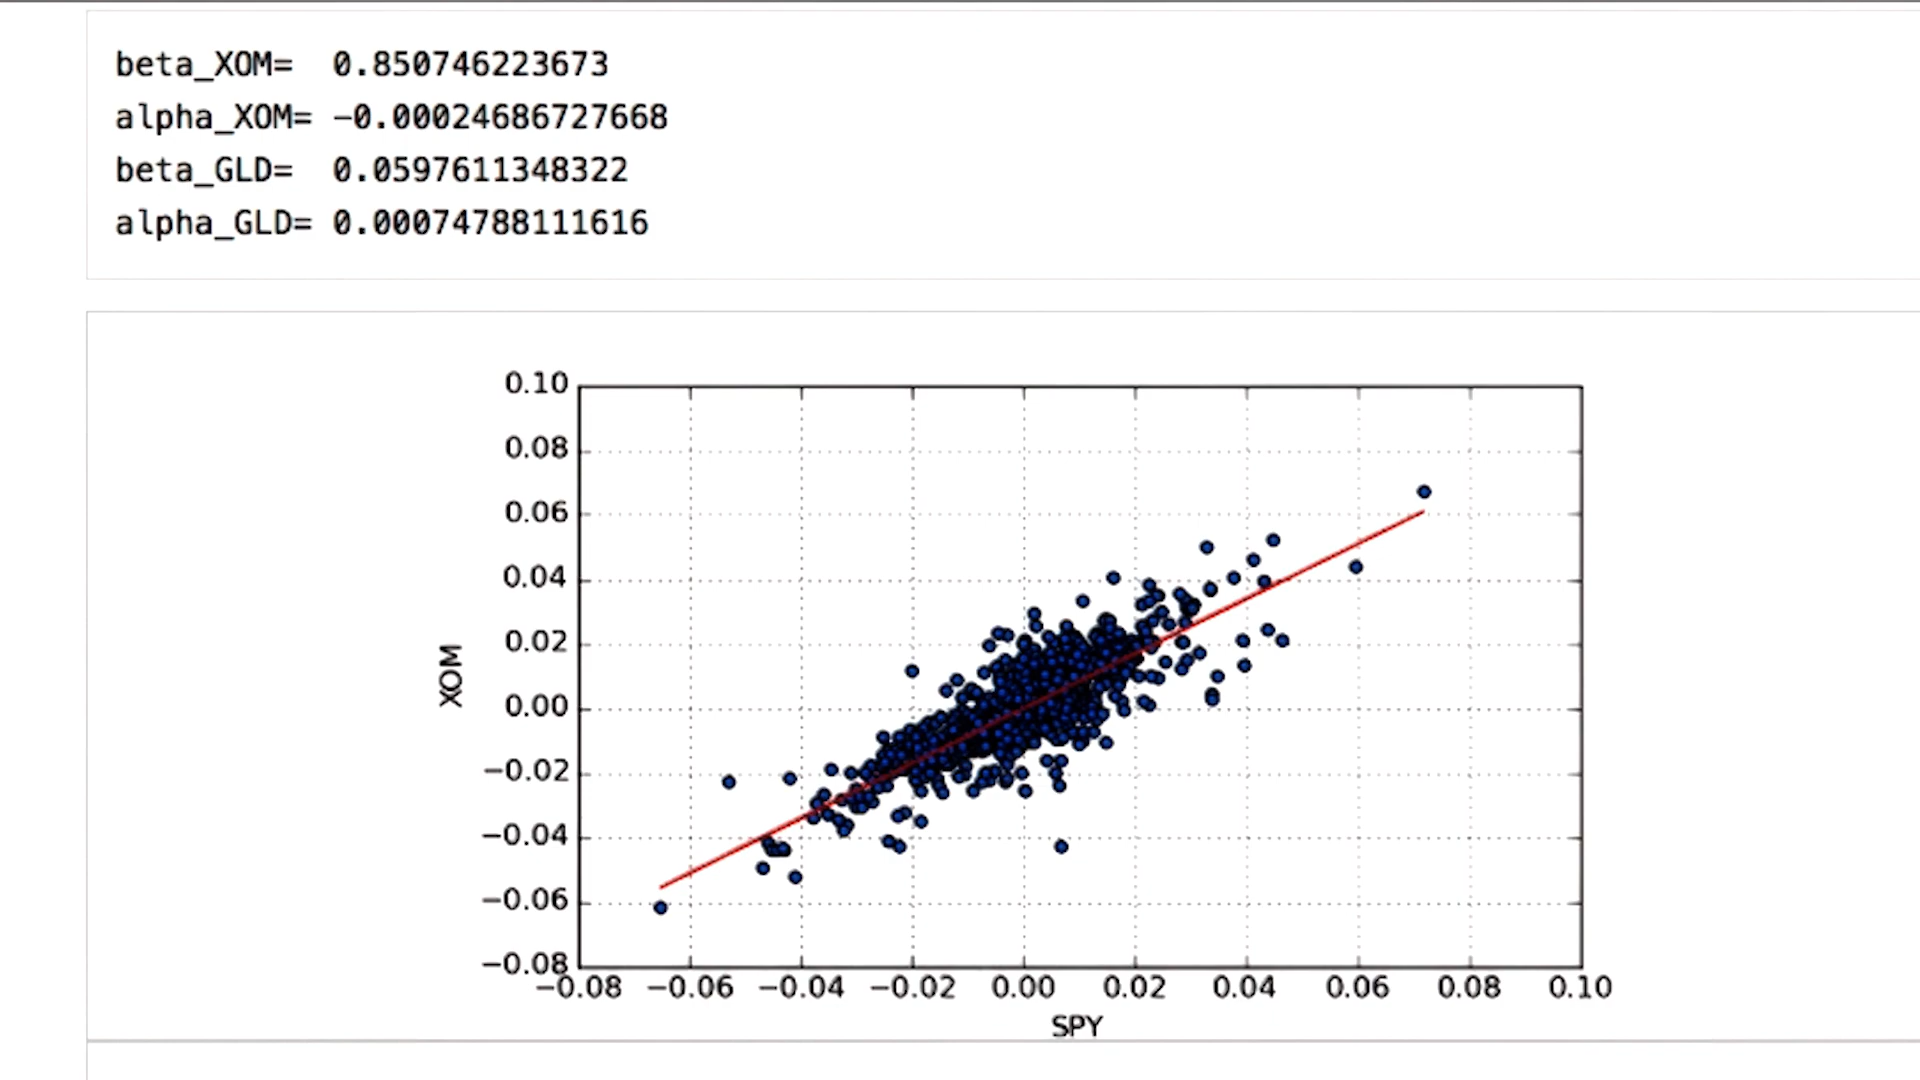 beta_XOM= 0.850746223673
alpha_XOM= −0.00024686727668
beta_GLD= 0.0597611348322
alpha_GLD= 0.00074788111616
0.10
0.08
0.06
0.04
0.02
0.00
−0.02
−0.04
−0.06
−0.08
XOM
−0.08 −0.06 −0.04 −0.02 0.00 0.02 0.04 0.06 0.08 0.10
SPY